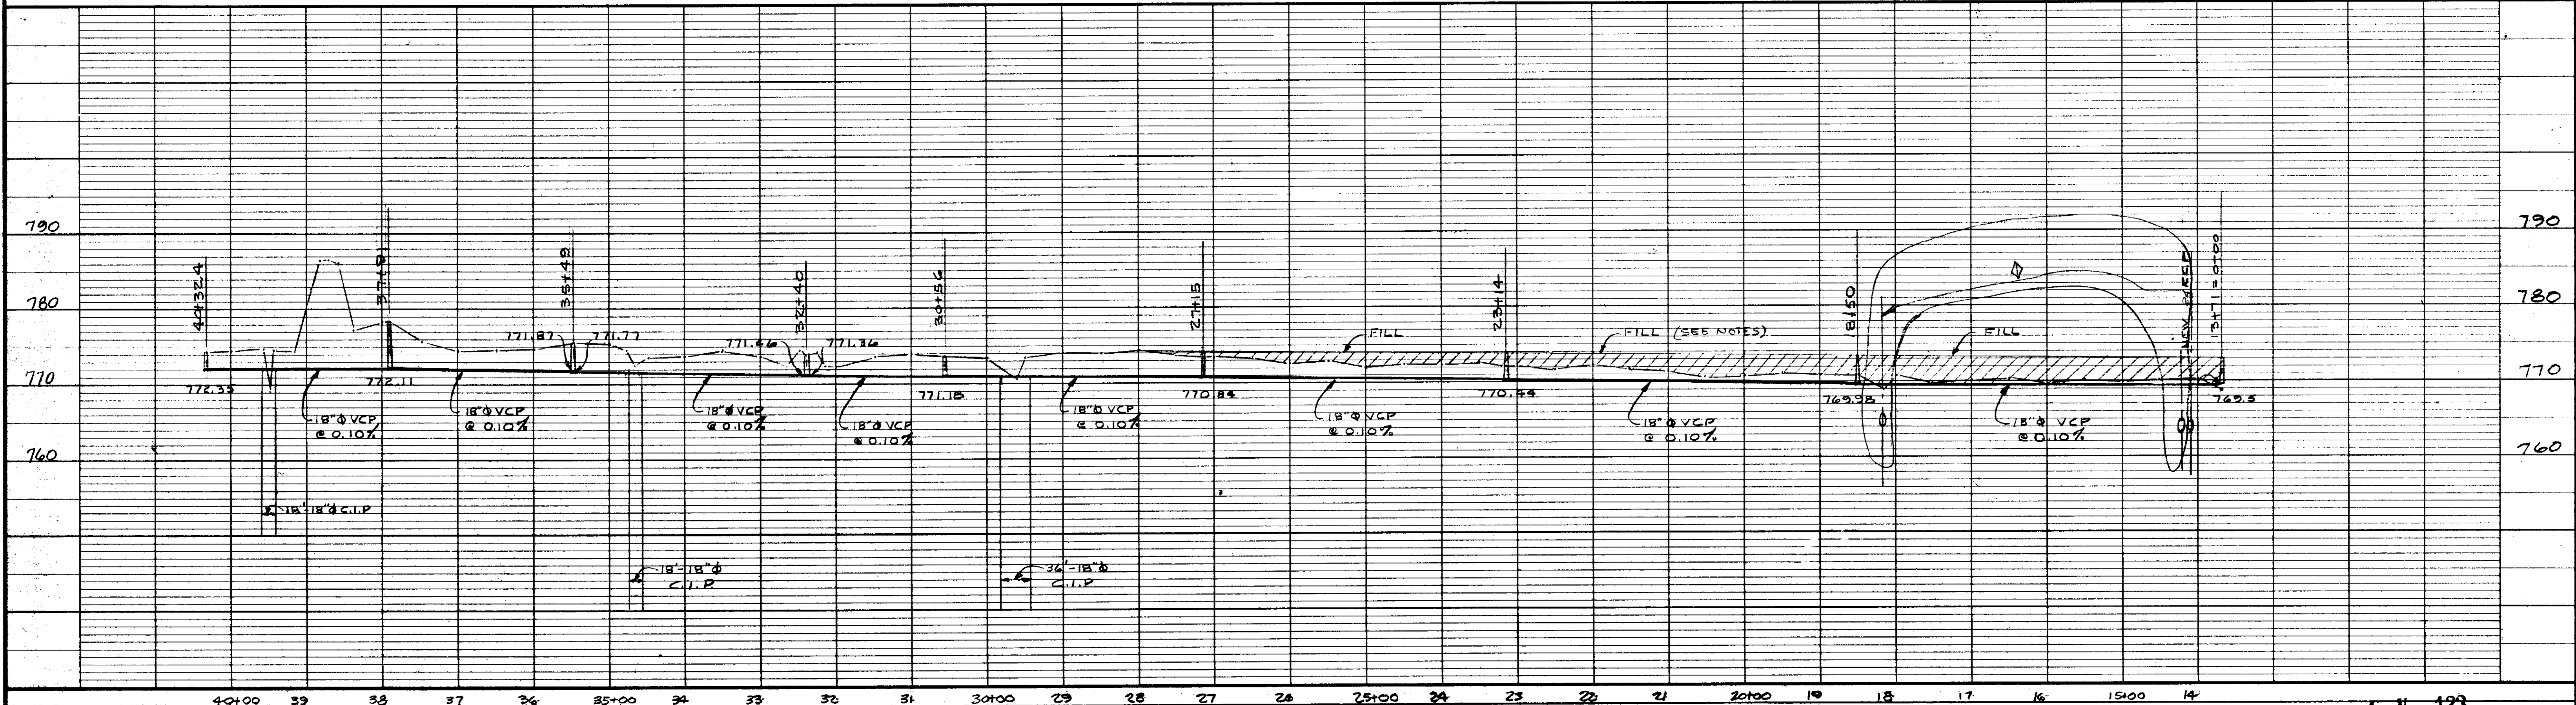 790
780
770
760
790
780
770
760
40+32.4
37+91
35+49
32+40
30+56
27+15
23+14
18+50
NEW
13+71 = 0+00
772.35
772.11
771.87
771.77
771.46
771.36
771.18
770.84
770.44
769.98
769.5
FILL
FILL (SEE NOTES)
FILL
18"Φ VCP
@ 0.10%
18"Φ VCP
@ 0.10%
18"Φ VCP
@ 0.10%
18"Φ VCP
@ 0.10%
18"Φ VCP
@ 0.10%
18"Φ VCP
@ 0.10%
18"Φ VCP
@ 0.10%
18"Φ VCP
@ 0.10%
18'-18"Φ C.I.P
18'-18"Φ
C.I.P
36'-18"Φ
C.I.P
40+00 39 38 37 36 35+00 34 33 32 31 30+00 29 28 27 26 25+00 24 23 22 21 20+00 19 18 17 16 15+00 14